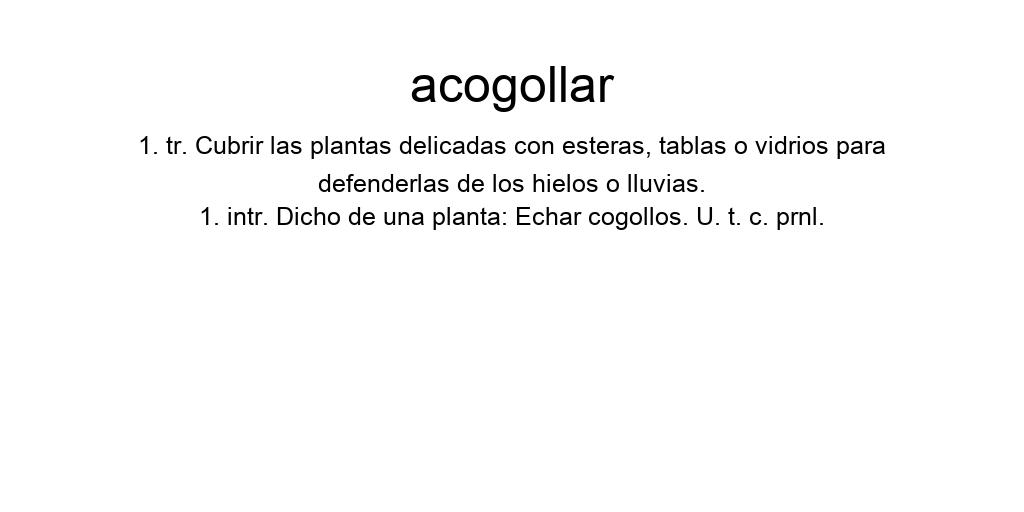 acogollar
1. tr. Cubrir las plantas delicadas con esteras, tablas o vidrios para
defenderlas de los hielos o lluvias.
1. intr. Dicho de una planta: Echar cogollos. U. t. c. prnl.